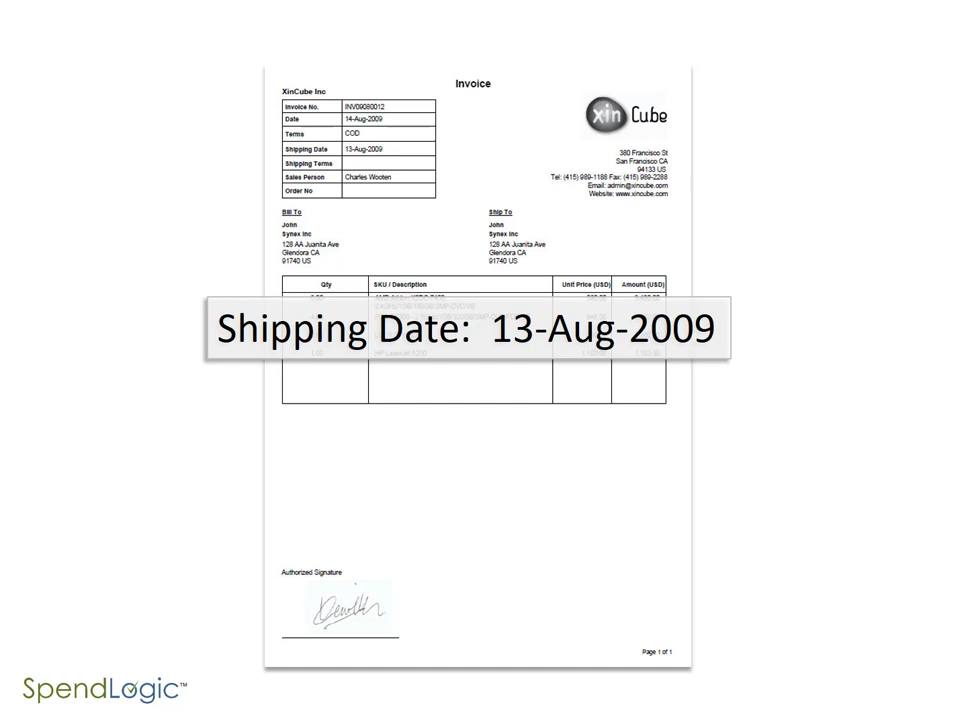 Invoice
XinCube Inc
Invoice No. INV09080012
Date 14-Aug-2009
Terms COD
Shipping Date 13-Aug-2009
Shipping Terms
Sales Person Charles Wooten
Order No
xin Cube
380 Francisco St
San Francisco CA
94133 US
Tel: (415) 989-1188 Fax: (415) 989-2288
Email: admin@xincube.com
Website: www.xincube.com
Bill To
John
Synex Inc
128 AA Juanita Ave
Glendora CA
91740 US
Ship To
John
Synex Inc
128 AA Juanita Ave
Glendora CA
91740 US
Qty SKU / Description Unit Price (USD) Amount (USD)
Shipping Date: 13-Aug-2009
1.00 HP LaserJet 5200
Authorized Signature
Page 1 of 1
SpendLogic™